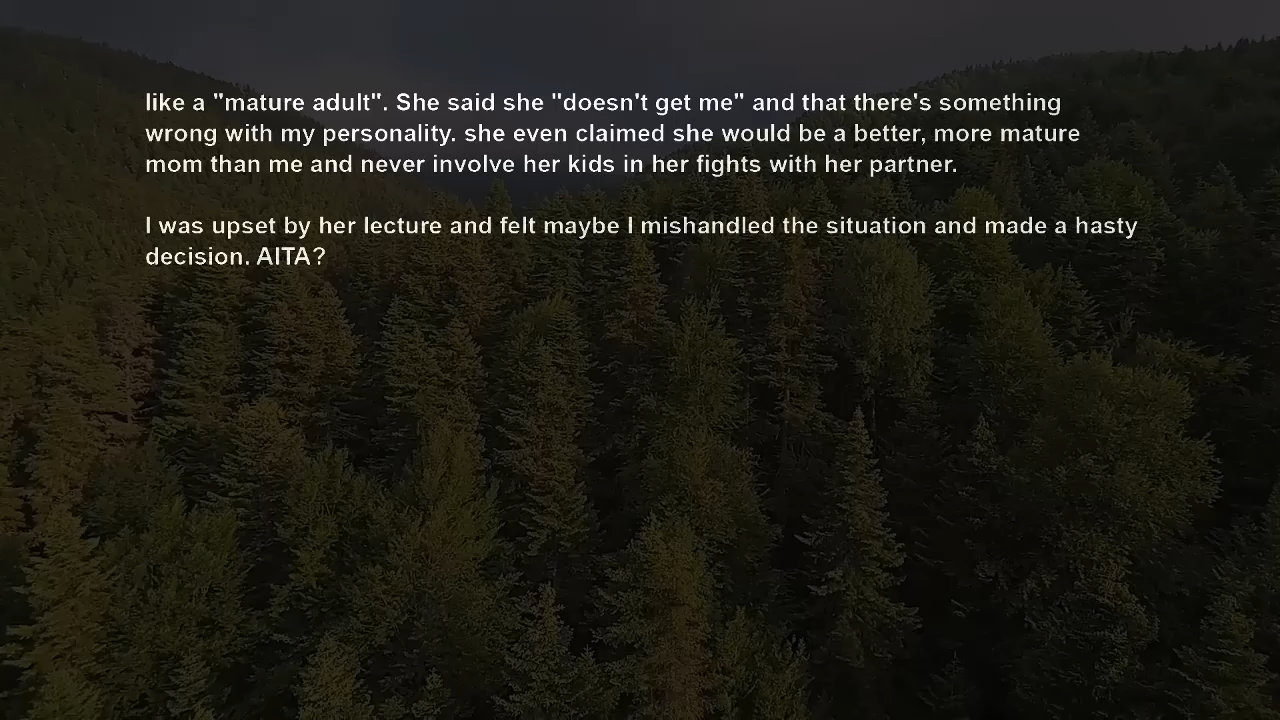 like a "mature adult". She said she "doesn't get me" and that there's something
wrong with my personality. she even claimed she would be a better, more mature
mom than me and never involve her kids in her fights with her partner.
I was upset by her lecture and felt maybe I mishandled the situation and made a hasty
decision. AITA?